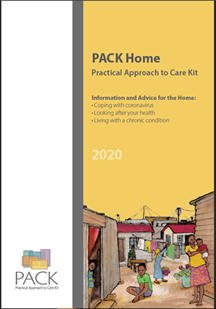 PACK Home
Practical Approach to Care Kit
Information and Advice for the Home:
• Coping with coronavirus
• Looking after your health
• Living with a chronic condition
2020
PACK
Practical Approach to Care Kit